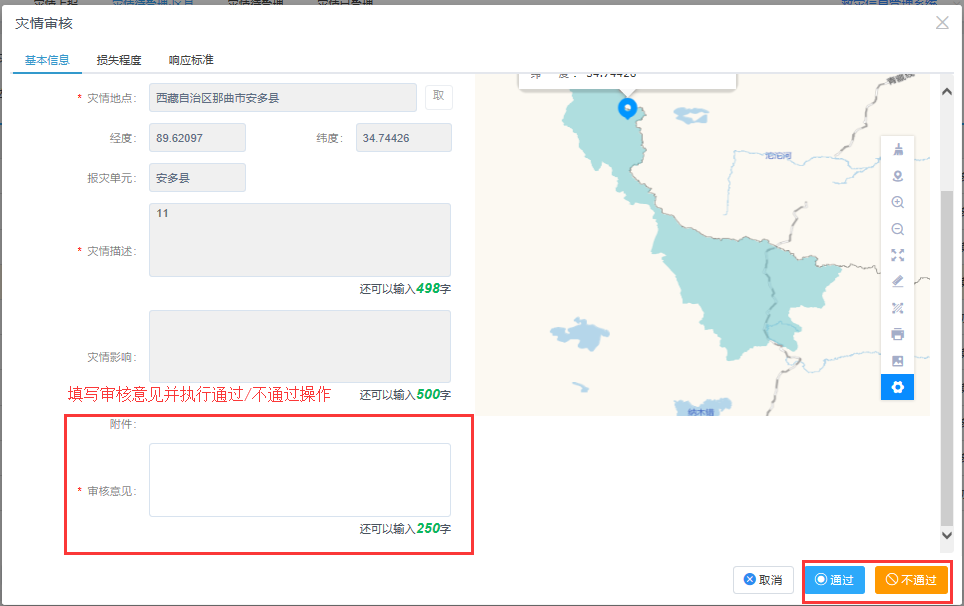 灾情审核
基本信息 损失程度 响应标准
* 灾情地点: 西藏自治区那曲市安多县 取
经度: 89.62097 纬度: 34.74426
报灾单元: 安多县
* 灾情描述: 11
还可以输入498字
灾情影响:
还可以输入500字
填写审核意见并执行通过/不通过操作
附件:
* 审核意见:
还可以输入250字
沱沱河
取消 通过 不通过